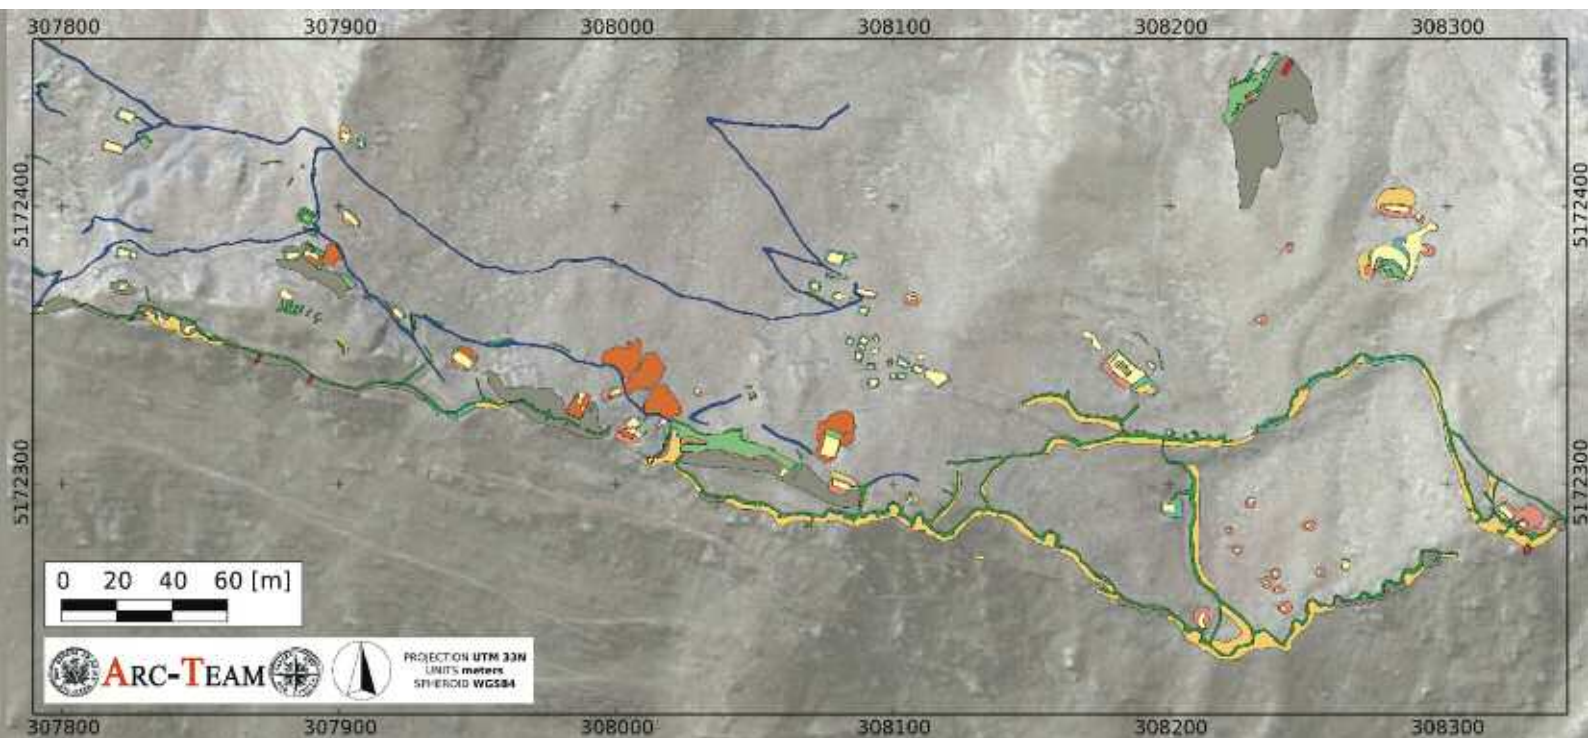 307800 307900 308000 308100 308200 308300
5172400 5172400
5172300 5172300
0 20 40 60 [m]
ARC-TEAM
PROJECTION UTM 33N
UNITS meters
SPHEROID WGS84
307800 307900 308000 308100 308200 308300